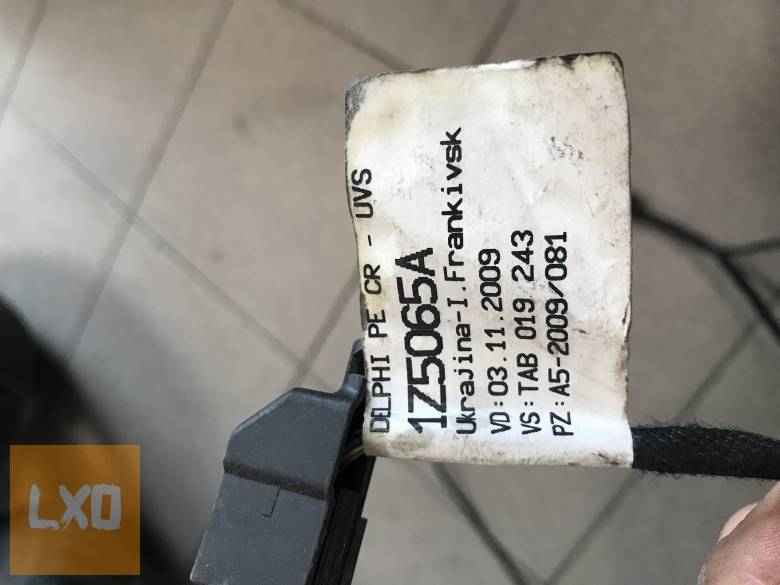 DELPHI PE CR - UVS
1Z5065A
Ukrajina-I.Frankivsk
VD:03.11.2009
VS:TAB 019 243
PZ:A5-2009/081
LXO